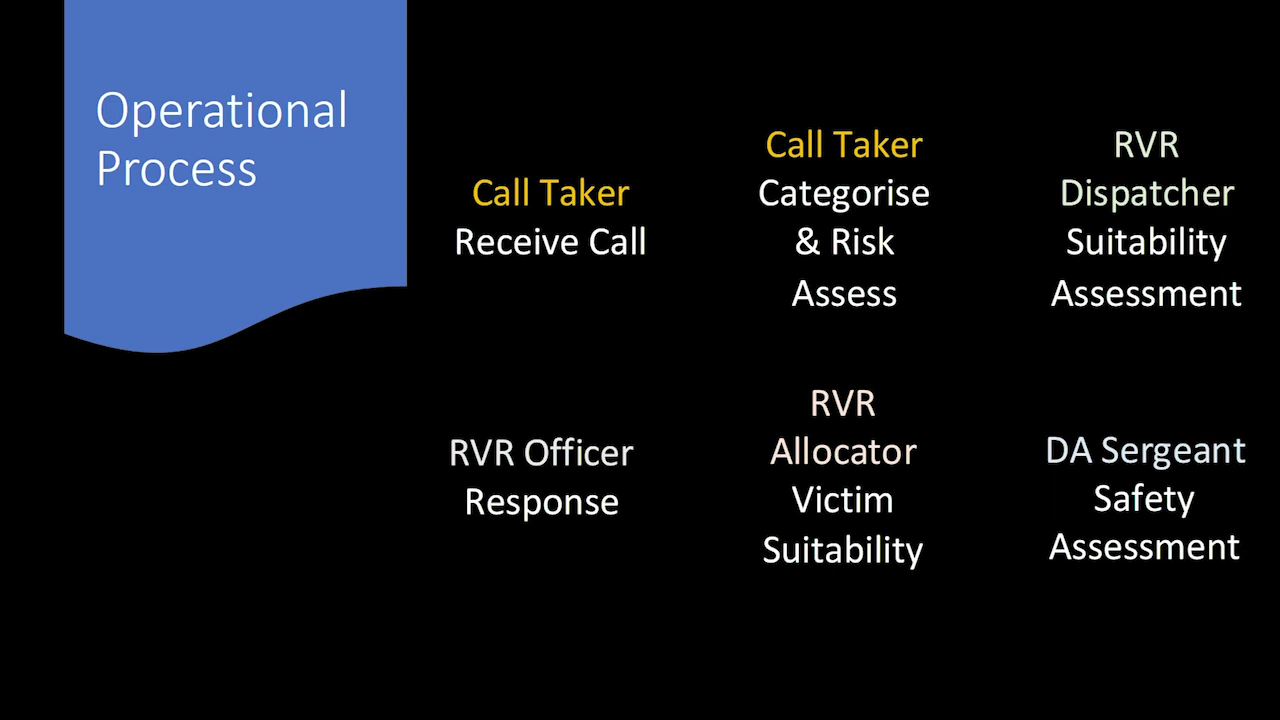 Operational
Process
Call Taker
Receive Call
Call Taker
Categorise
& Risk
Assess
RVR
Dispatcher
Suitability
Assessment
RVR Officer
Response
RVR
Allocator
Victim
Suitability
DA Sergeant
Safety
Assessment